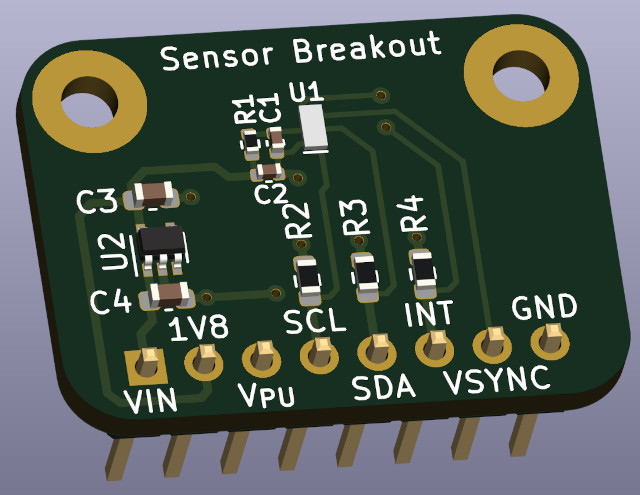 Sensor Breakout
R1
C1
U1
C2
C3
U2
C4
R2
R3
R4
1V8
SCL
INT
GND
VIN
VPU
SDA
VSYNC